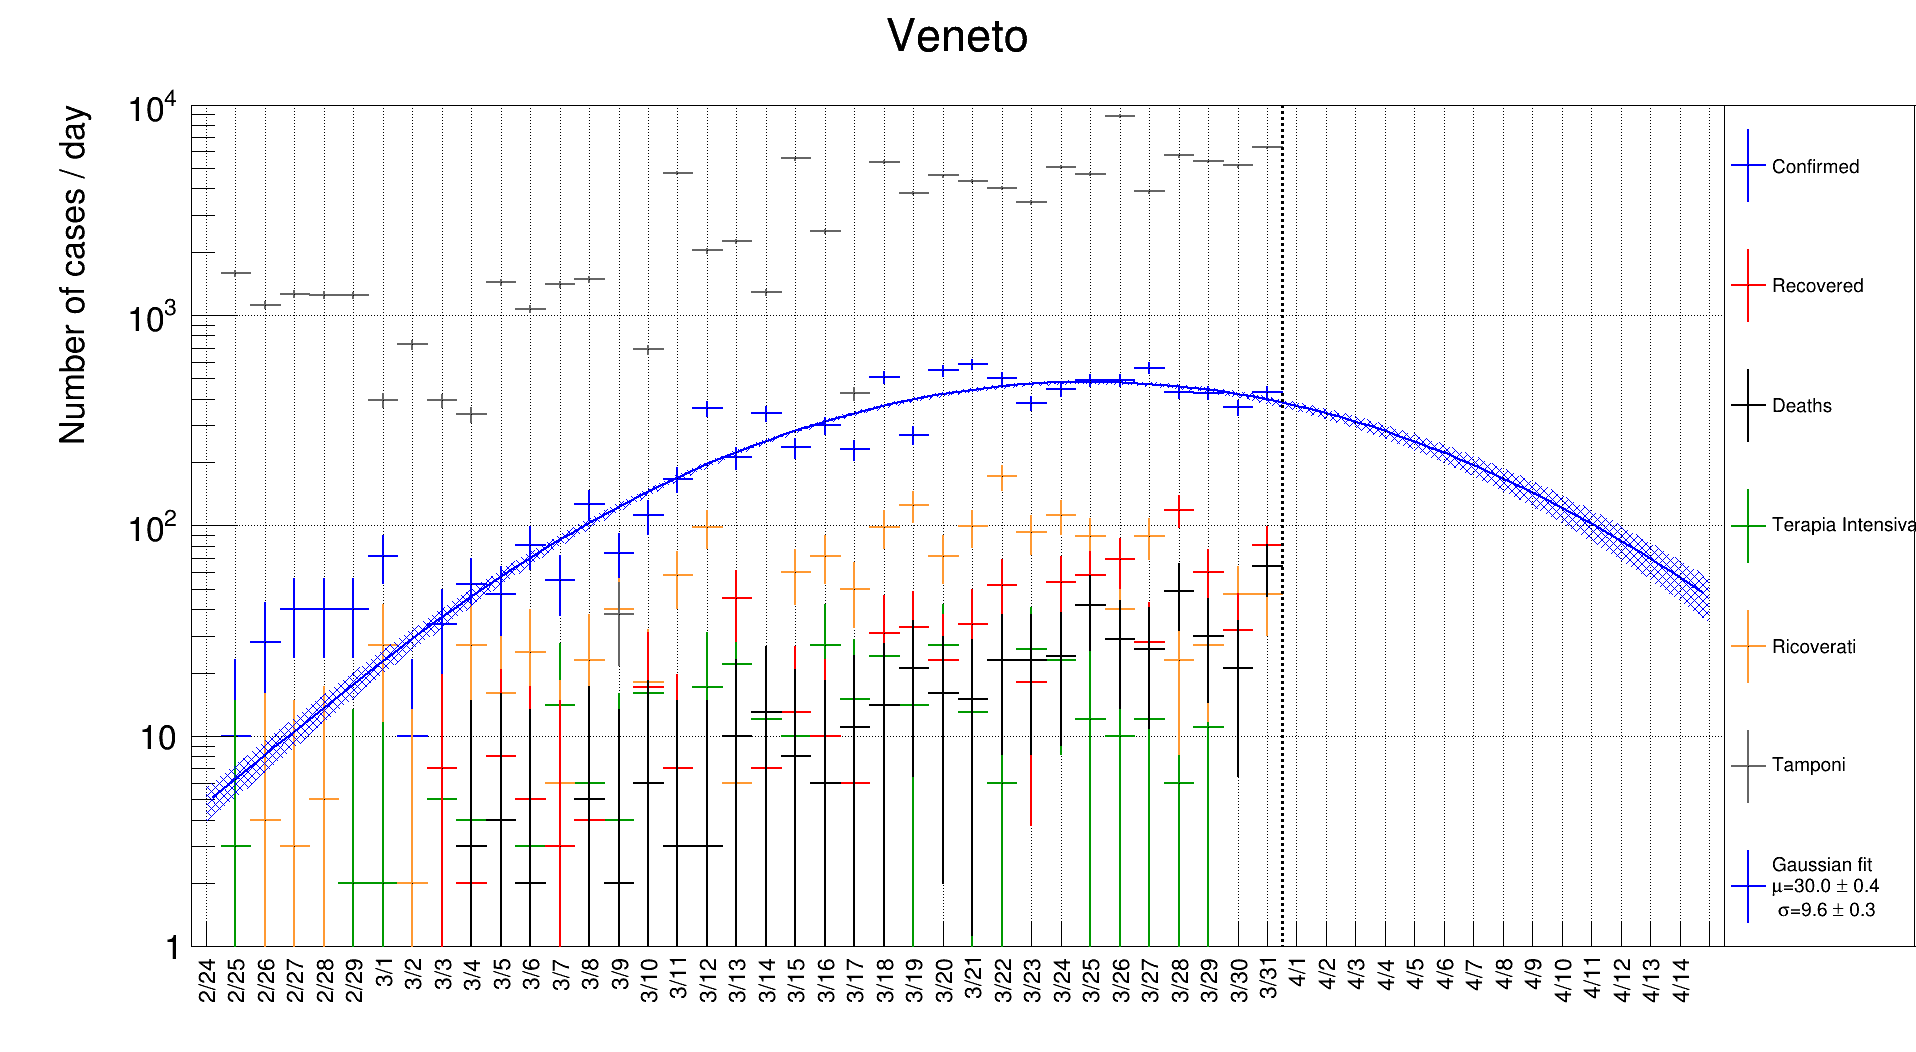 Veneto
Number of cases / day
10^4
10^3
10^2
10
1
2/24 2/25 2/26 2/27 2/28 2/29 3/1 3/2 3/3 3/4 3/5 3/6 3/7 3/8 3/9 3/10 3/11 3/12 3/13 3/14 3/15 3/16 3/17 3/18 3/19 3/20 3/21 3/22 3/23 3/24 3/25 3/26 3/27 3/28 3/29 3/30 3/31 4/1 4/2 4/3 4/4 4/5 4/6 4/7 4/8 4/9 4/10 4/11 4/12 4/13 4/14
Confirmed
Recovered
Deaths
Terapia Intensiva
Ricoverati
Tamponi
Gaussian fit
μ=30.0 ± 0.4
σ=9.6 ± 0.3